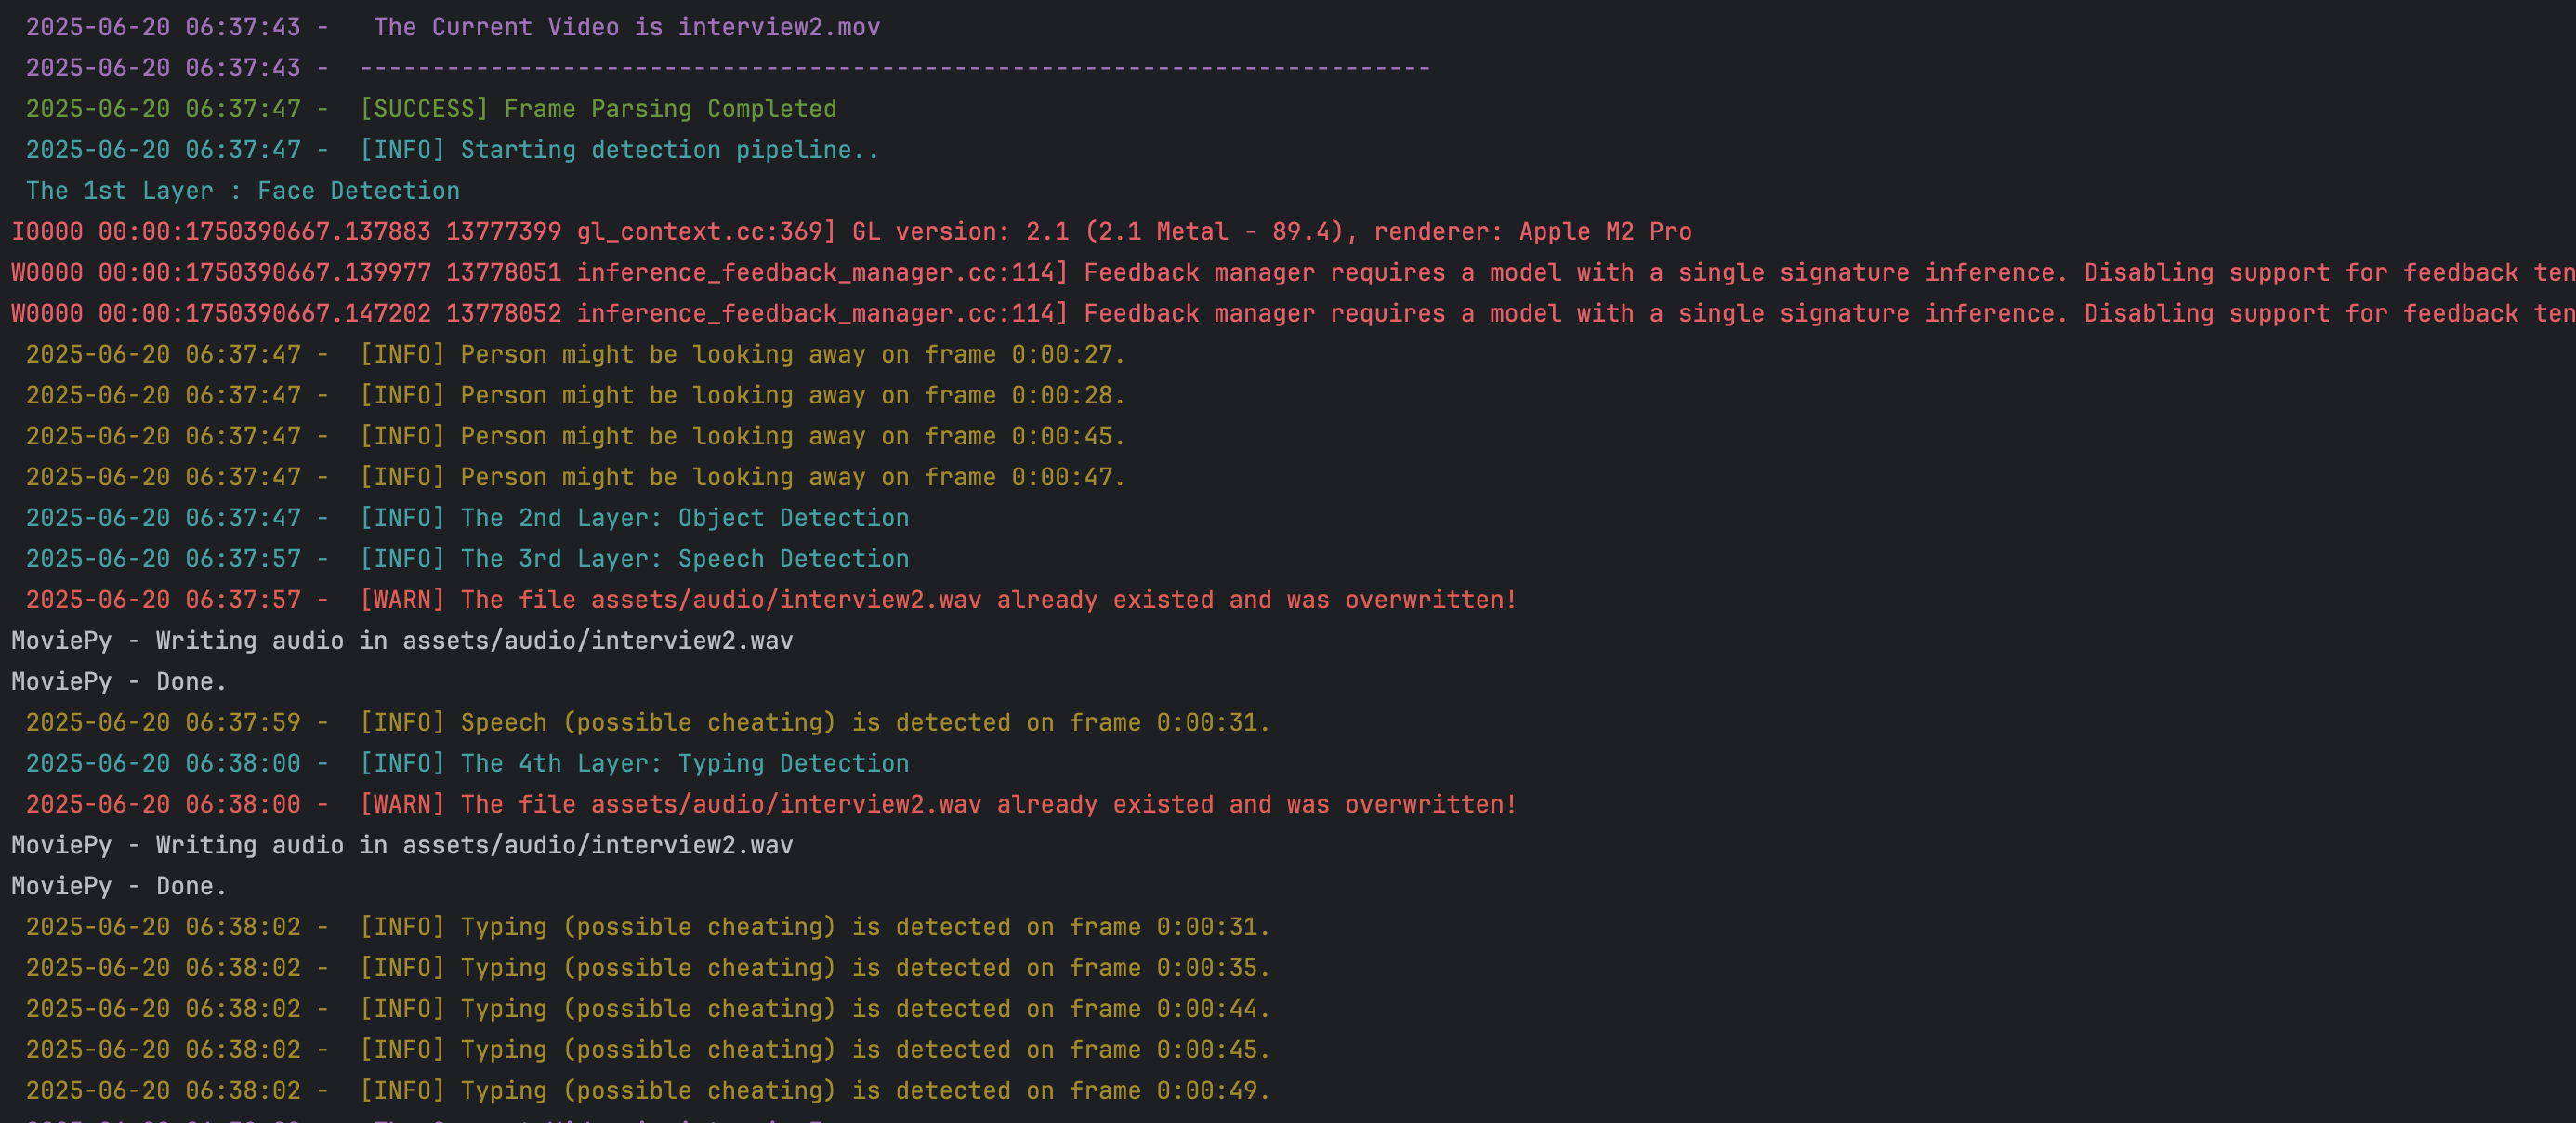 2025-06-20 06:37:43 -   The Current Video is interview2.mov
2025-06-20 06:37:43 -  --------------------------------------------------------------------------
2025-06-20 06:37:47 -  [SUCCESS] Frame Parsing Completed
2025-06-20 06:37:47 -  [INFO] Starting detection pipeline..
The 1st Layer : Face Detection
I0000 00:00:1750390667.137883 13777399 gl_context.cc:369] GL version: 2.1 (2.1 Metal - 89.4), renderer: Apple M2 Pro
W0000 00:00:1750390667.139977 13778051 inference_feedback_manager.cc:114] Feedback manager requires a model with a single signature inference. Disabling support for feedback ten
W0000 00:00:1750390667.147202 13778052 inference_feedback_manager.cc:114] Feedback manager requires a model with a single signature inference. Disabling support for feedback ten
2025-06-20 06:37:47 -  [INFO] Person might be looking away on frame 0:00:27.
2025-06-20 06:37:47 -  [INFO] Person might be looking away on frame 0:00:28.
2025-06-20 06:37:47 -  [INFO] Person might be looking away on frame 0:00:45.
2025-06-20 06:37:47 -  [INFO] Person might be looking away on frame 0:00:47.
2025-06-20 06:37:47 -  [INFO] The 2nd Layer: Object Detection
2025-06-20 06:37:57 -  [INFO] The 3rd Layer: Speech Detection
2025-06-20 06:37:57 -  [WARN] The file assets/audio/interview2.wav already existed and was overwritten!
MoviePy - Writing audio in assets/audio/interview2.wav
MoviePy - Done.
2025-06-20 06:37:59 -  [INFO] Speech (possible cheating) is detected on frame 0:00:31.
2025-06-20 06:38:00 -  [INFO] The 4th Layer: Typing Detection
2025-06-20 06:38:00 -  [WARN] The file assets/audio/interview2.wav already existed and was overwritten!
MoviePy - Writing audio in assets/audio/interview2.wav
MoviePy - Done.
2025-06-20 06:38:02 -  [INFO] Typing (possible cheating) is detected on frame 0:00:31.
2025-06-20 06:38:02 -  [INFO] Typing (possible cheating) is detected on frame 0:00:35.
2025-06-20 06:38:02 -  [INFO] Typing (possible cheating) is detected on frame 0:00:44.
2025-06-20 06:38:02 -  [INFO] Typing (possible cheating) is detected on frame 0:00:45.
2025-06-20 06:38:02 -  [INFO] Typing (possible cheating) is detected on frame 0:00:49.